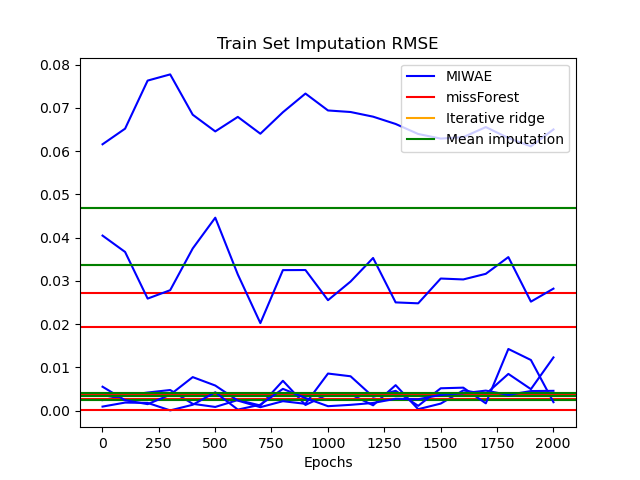 Train Set Imputation RMSE
MIWAE
missForest
Iterative ridge
Mean imputation
0.08
0.07
0.06
0.05
0.04
0.03
0.02
0.01
0.00
0 250 500 750 1000 1250 1500 1750 2000
Epochs